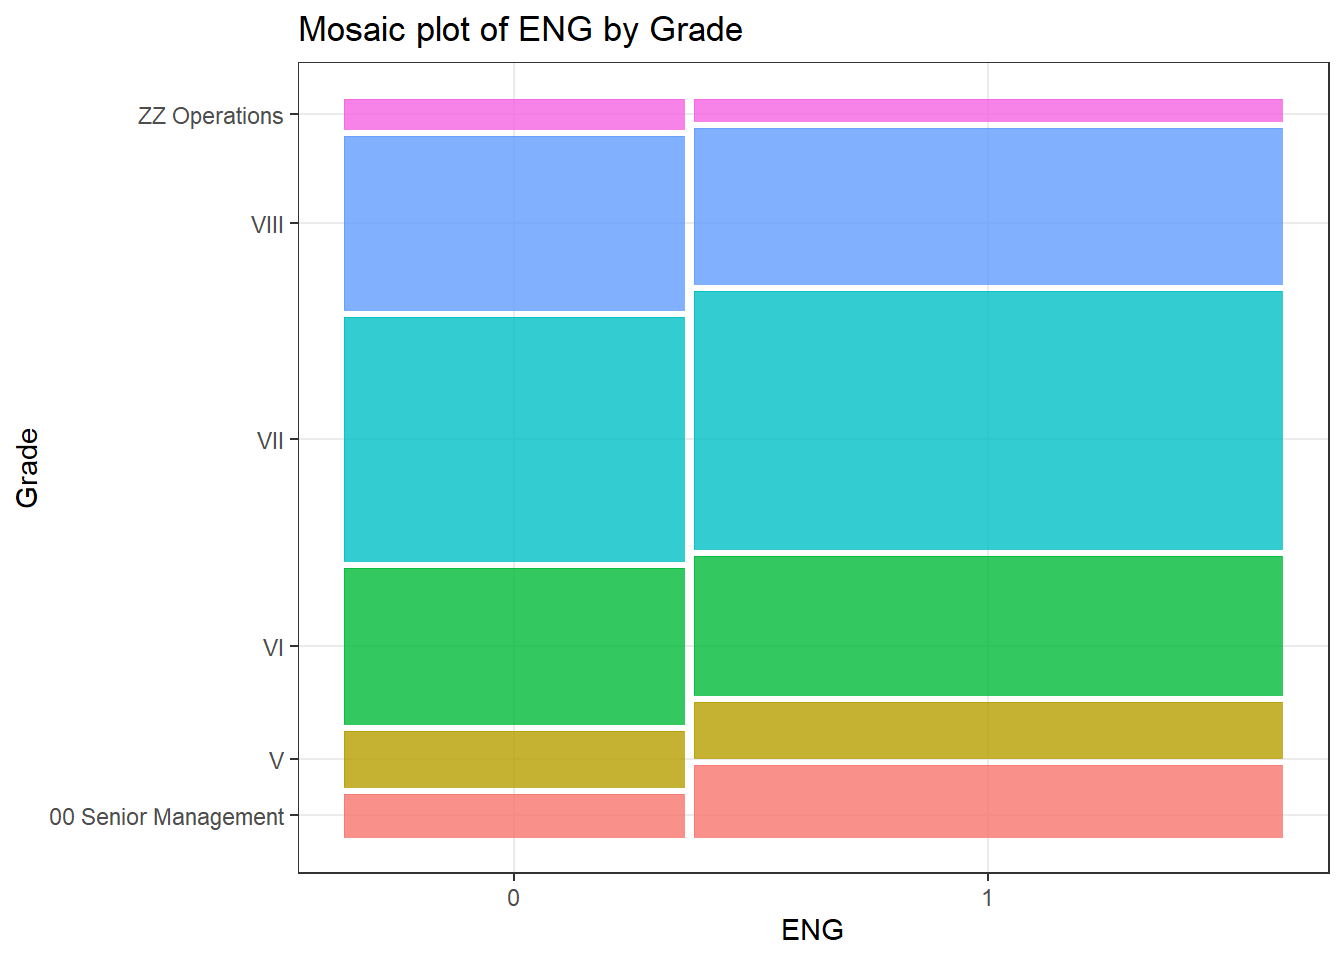 Mosaic plot of ENG by Grade
ZZ Operations
VIII
VII
VI
V
00 Senior Management
Grade
0
1
ENG